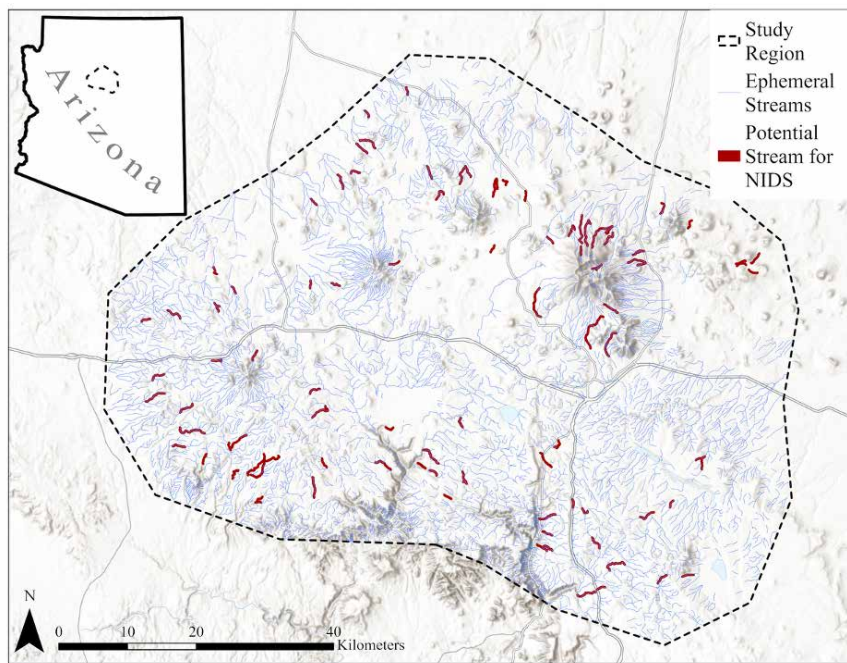 Arizona
Study
Region
Ephemeral
Streams
Potential
Stream for
NIDS
N
0 10 20 40
Kilometers